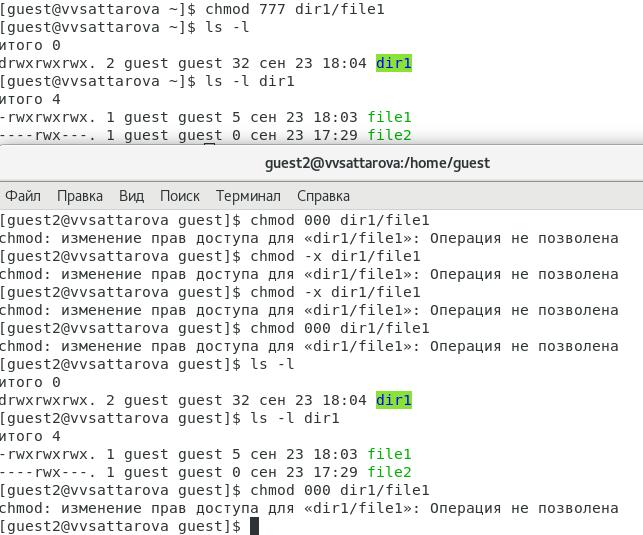 [guest@vvsattarova ~]$ chmod 777 dir1/file1
[guest@vvsattarova ~]$ ls -l
итого 0
drwxrwxrwx. 2 guest guest 32 сен 23 18:04 dir1
[guest@vvsattarova ~]$ ls -l dir1
итого 4
-rwxrwxrwx. 1 guest guest 5 сен 23 18:03 file1
----rwx---. 1 guest guest 0 сен 23 17:29 file2
guest2@vvsattarova:/home/guest
Файл Правка Вид Поиск Терминал Справка
[guest2@vvsattarova guest]$ chmod 000 dir1/file1
chmod: изменение прав доступа для «dir1/file1»: Операция не позволена
[guest2@vvsattarova guest]$ chmod -x dir1/file1
chmod: изменение прав доступа для «dir1/file1»: Операция не позволена
[guest2@vvsattarova guest]$ chmod -x dir1/file1
chmod: изменение прав доступа для «dir1/file1»: Операция не позволена
[guest2@vvsattarova guest]$ chmod 000 dir1/file1
chmod: изменение прав доступа для «dir1/file1»: Операция не позволена
[guest2@vvsattarova guest]$ ls -l
итого 0
drwxrwxrwx. 2 guest guest 32 сен 23 18:04 dir1
[guest2@vvsattarova guest]$ ls -l dir1
итого 4
-rwxrwxrwx. 1 guest guest 5 сен 23 18:03 file1
----rwx---. 1 guest guest 0 сен 23 17:29 file2
[guest2@vvsattarova guest]$ chmod 000 dir1/file1
chmod: изменение прав доступа для «dir1/file1»: Операция не позволена
[guest2@vvsattarova guest]$